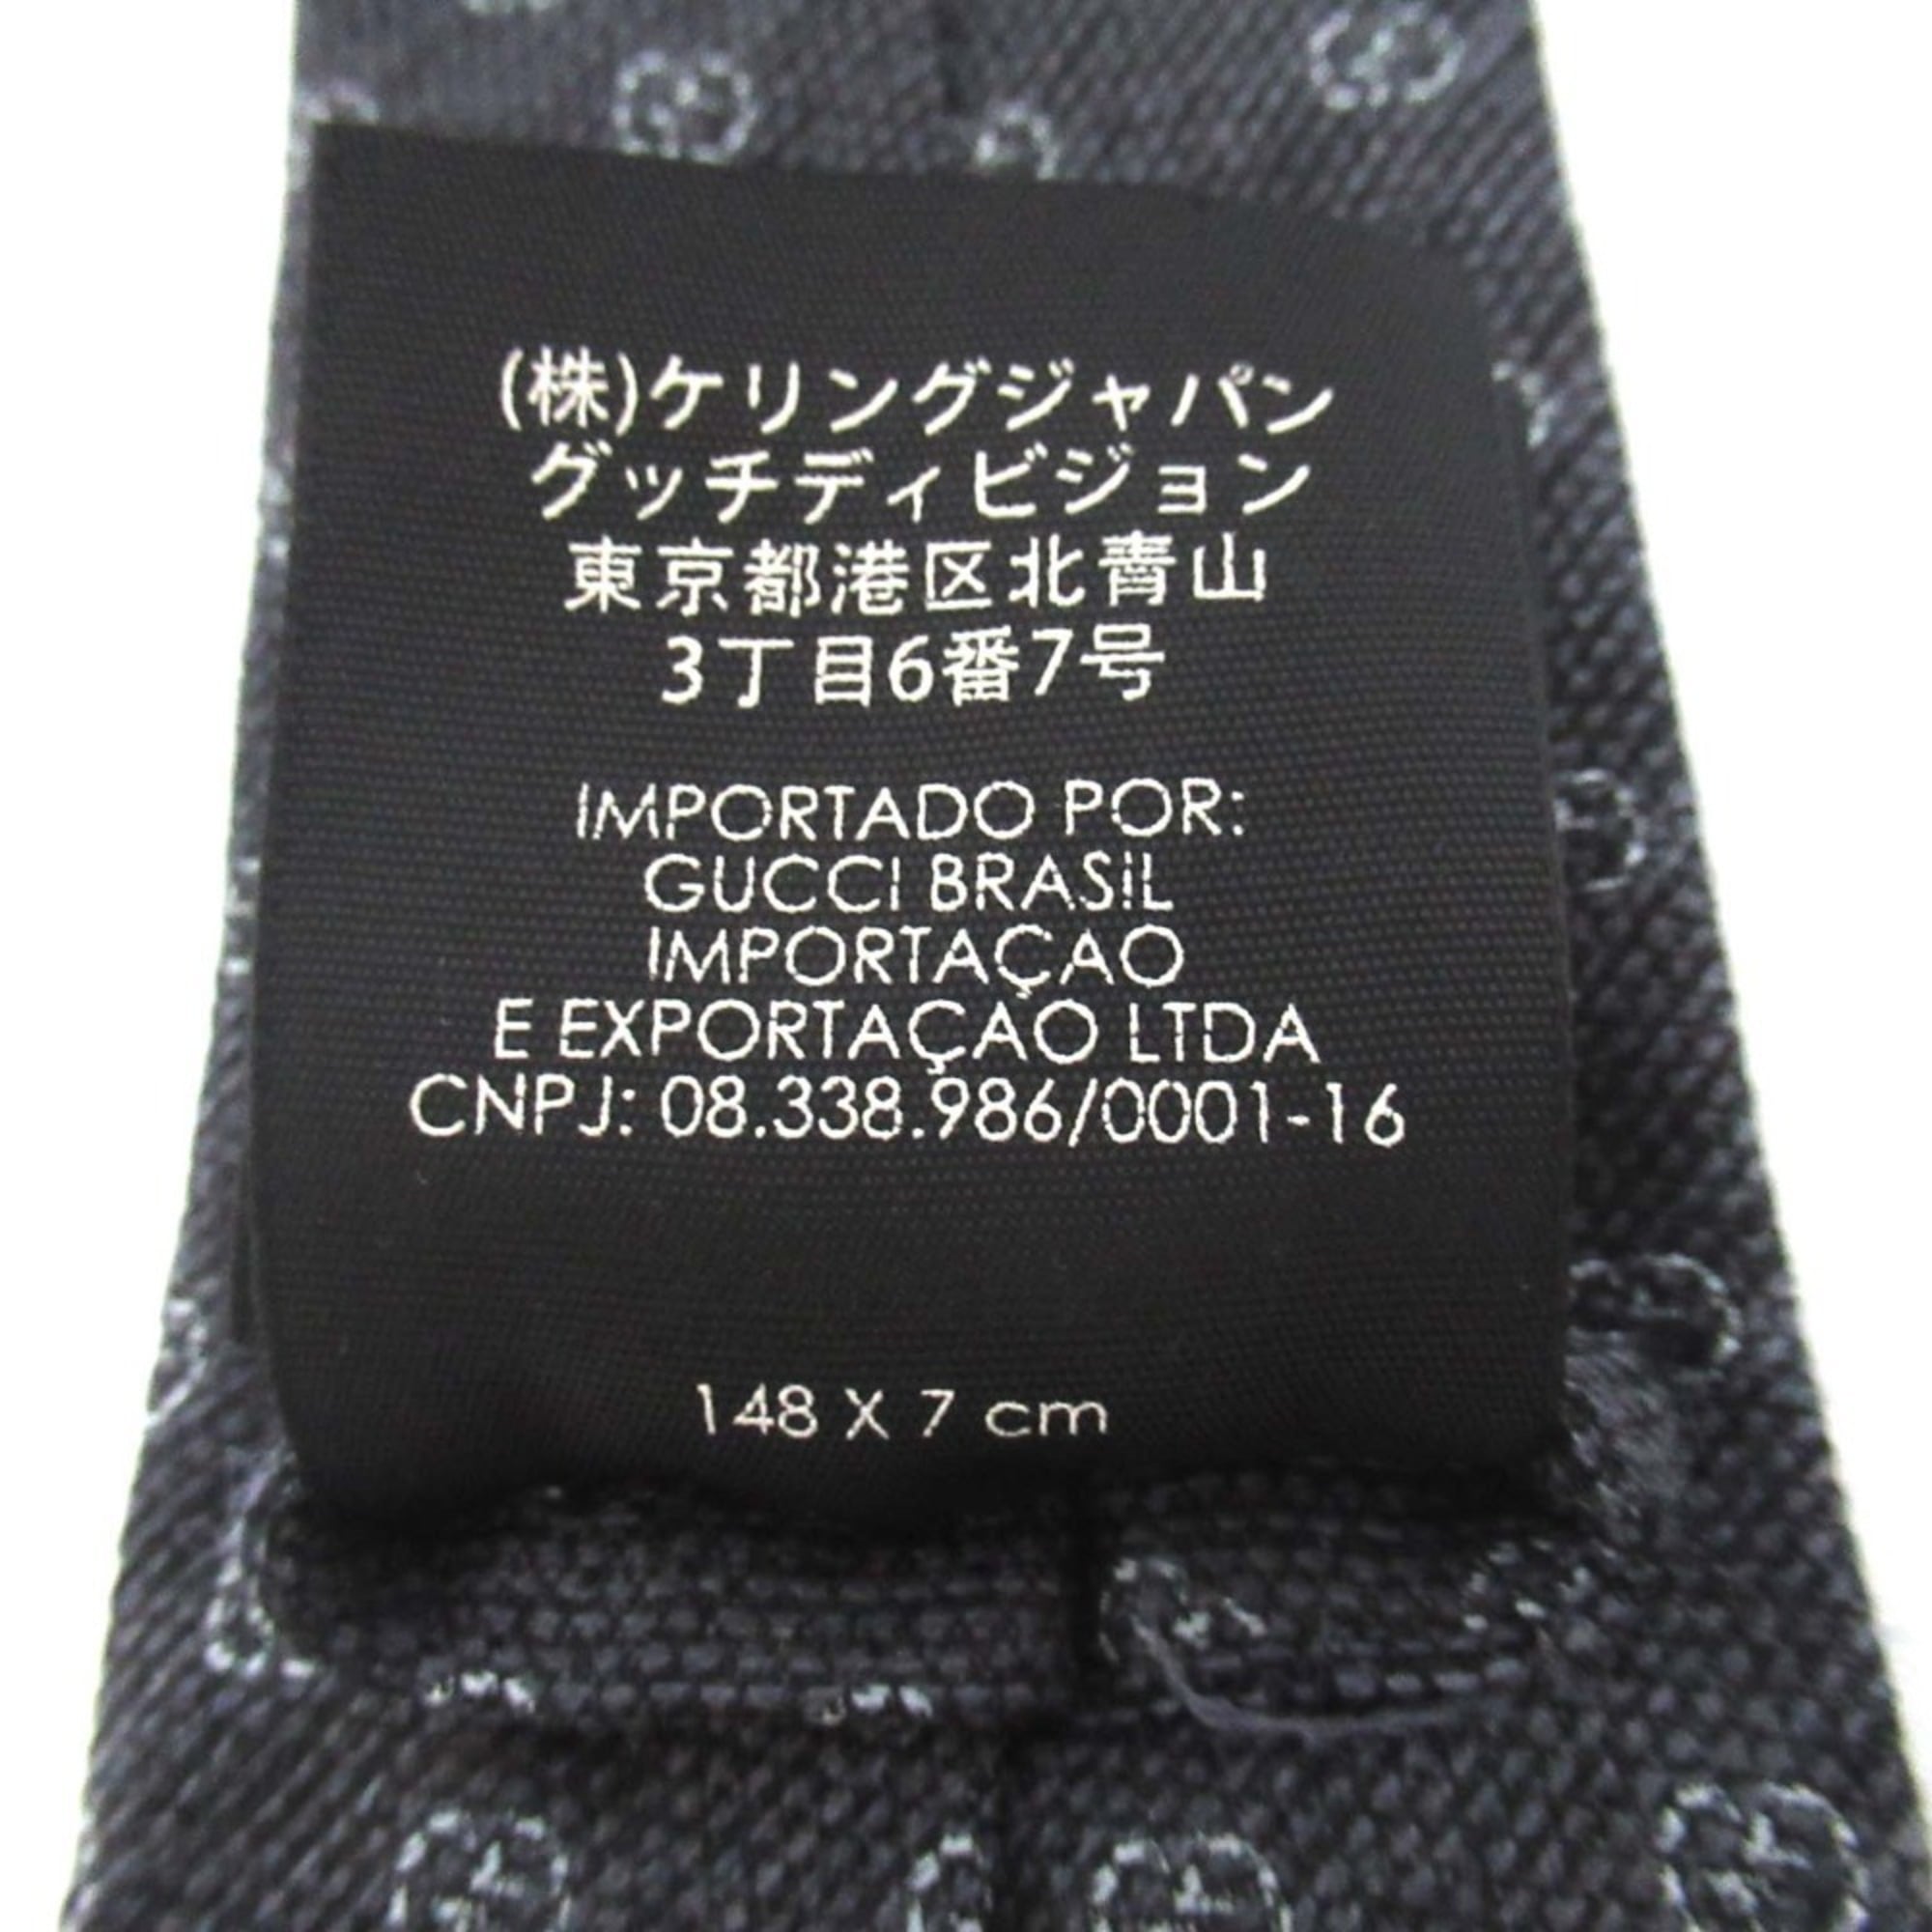 (株)ケリングジャパン
グッチディビジョン
東京都港区北青山
3丁目6番7号
IMPORTADO POR:
GUCCI BRASIL
IMPORTAÇAO
E EXPORTAÇAO LTDA
CNPJ: 08.338.986/0001-16
148 X 7 cm